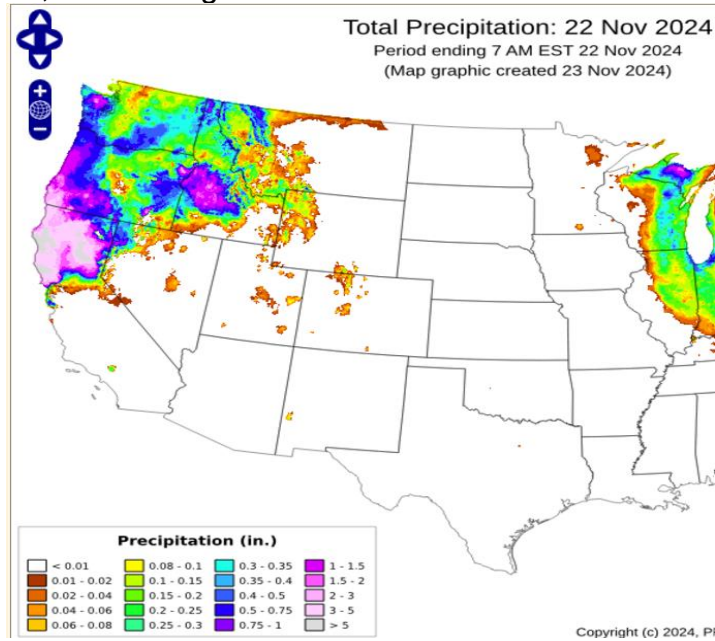 Total Precipitation: 22 Nov 2024
Period ending 7 AM EST 22 Nov 2024
(Map graphic created 23 Nov 2024)
Precipitation (in.)
< 0.01 0.08 - 0.1 0.3 - 0.35 1 - 1.5
0.01 - 0.02 0.1 - 0.15 0.35 - 0.4 1.5 - 2
0.02 - 0.04 0.15 - 0.2 0.4 - 0.5 2 - 3
0.04 - 0.06 0.2 - 0.25 0.5 - 0.75 3 - 5
0.06 - 0.08 0.25 - 0.3 0.75 - 1 > 5
Copyright (c) 2024, P